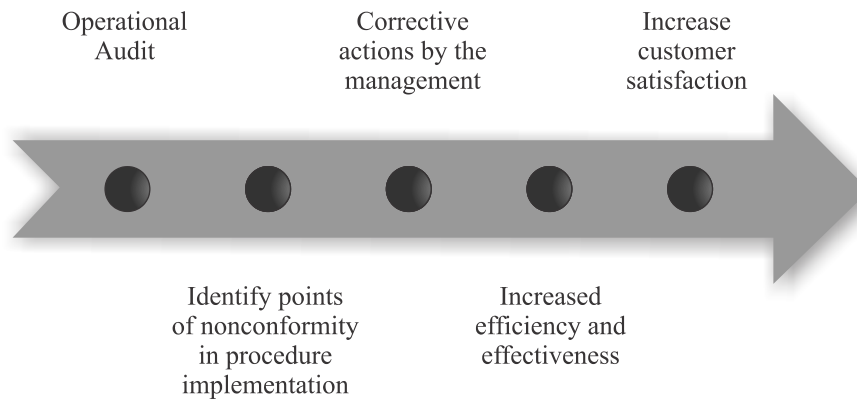 Operational
Audit
Identify points
of nonconformity
in procedure
implementation
Corrective
actions by the
management
Increased
efficiency and
effectiveness
Increase
customer
satisfaction